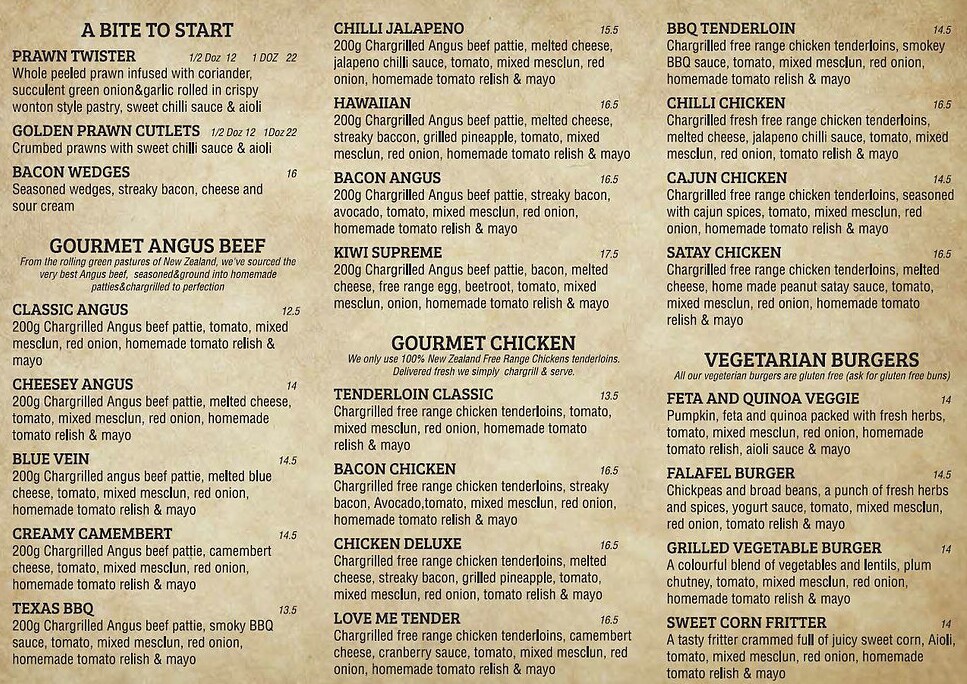 A BITE TO START
PRAWN TWISTER 1/2 Doz 12 1 DOZ 22
Whole peeled prawn infused with coriander,
succulent green onion&garlic rolled in crispy
wonton style pastry, sweet chilli sauce & aioli
GOLDEN PRAWN CUTLETS 1/2 Doz 12 1Doz 22
Crumbed prawns with sweet chilli sauce & aioli
BACON WEDGES 16
Seasoned wedges, streaky bacon, cheese and
sour cream
GOURMET ANGUS BEEF
From the rolling green pastures of New Zealand, we've sourced the
very best Angus beef, seasoned&ground into homemade
patties&chargrilled to perfection
CLASSIC ANGUS 12.5
200g Chargrilled Angus beef pattie, tomato, mixed
mesclun, red onion, homemade tomato relish &
mayo
CHEESEY ANGUS 14
200g Chargrilled Angus beef pattie, melted cheese,
tomato, mixed mesclun, red onion, homemade
tomato relish & mayo
BLUE VEIN 14.5
200g Chargrilled angus beef pattie, melted blue
cheese, tomato, mixed mesclun, red onion,
homemade tomato relish & mayo
CREAMY CAMEMBERT 14.5
200g Chargrilled Angus beef pattie, camembert
cheese, tomato, mixed mesclun, red onion,
homemade tomato relish & mayo
TEXAS BBQ 13.5
200g Chargrilled Angus beef pattie, smoky BBQ
sauce, tomato, mixed mesclun, red onion,
homemade tomato relish & mayo
CHILLI JALAPENO 15.5
200g Chargrilled Angus beef pattie, melted cheese,
jalapeno chilli sauce, tomato, mixed mesclun, red
onion, homemade tomato relish & mayo
HAWAIIAN 16.5
200g Chargrilled Angus beef pattie, melted cheese,
streaky baccon, grilled pineapple, tomato, mixed
mesclun, red onion, homemade tomato relish & mayo
BACON ANGUS 16.5
200g Chargrilled Angus beef pattie, streaky bacon,
avocado, tomato, mixed mesclun, red onion,
homemade tomato relish & mayo
KIWI SUPREME 17.5
200g Chargrilled Angus beef pattie, bacon, melted
cheese, free range egg, beetroot, tomato, mixed
mesclun, onion, homemade tomato relish & mayo
GOURMET CHICKEN
We only use 100% New Zealand Free Range Chickens tenderloins.
Delivered fresh we simply chargrill & serve.
TENDERLOIN CLASSIC 13.5
Chargrilled free range chicken tenderloins, tomato,
mixed mesclun, red onion, homemade tomato
relish & mayo
BACON CHICKEN 16.5
Chargrilled free range chicken tenderloins, streaky
bacon, Avocado,tomato, mixed mesclun, red onion,
homemade tomato relish & mayo
CHICKEN DELUXE 16.5
Chargrilled free range chicken tenderloins, melted
cheese, streaky bacon, grilled pineapple, tomato,
mixed mesclun, red onion, tomato relish & mayo
LOVE ME TENDER 16.5
Chargrilled free range chicken tenderloins, camembert
cheese, cranberry sauce, tomato, mixed mesclun, red
onion, homemade tomato relish & mayo
BBQ TENDERLOIN 14.5
Chargrilled free range chicken tenderloins, smokey
BBQ sauce, tomato, mixed mesclun, red onion,
homemade tomato relish & mayo
CHILLI CHICKEN 16.5
Chargrilled fresh free range chicken tenderloins,
melted cheese, jalapeno chilli sauce, tomato, mixed
mesclun, red onion, tomato relish & mayo
CAJUN CHICKEN 14.5
Chargrilled free range chicken tenderloins, seasoned
with cajun spices, tomato, mixed mesclun, red
onion, homemade tomato relish & mayo
SATAY CHICKEN 16.5
Chargrilled free range chicken tenderloins, melted
cheese, home made peanut satay sauce, tomato,
mixed mesclun, red onion, homemade tomato
relish & mayo
VEGETARIAN BURGERS
All our vegeterian burgers are gluten free (ask for gluten free buns)
FETA AND QUINOA VEGGIE 14
Pumpkin, feta and quinoa packed with fresh herbs,
tomato, mixed mesclun, red onion, homemade
tomato relish, aioli sauce & mayo
FALAFEL BURGER 14.5
Chickpeas and broad beans, a punch of fresh herbs
and spices, yogurt sauce, tomato, mixed mesclun,
red onion, tomato relish & mayo
GRILLED VEGETABLE BURGER 14
A colourful blend of vegetables and lentils, plum
chutney, tomato, mixed mesclun, red onion,
homemade tomato relish & mayo
SWEET CORN FRITTER 14
A tasty fritter crammed full of juicy sweet corn, Aioli,
tomato, mixed mesclun, red onion, homemade
tomato relish & mayo